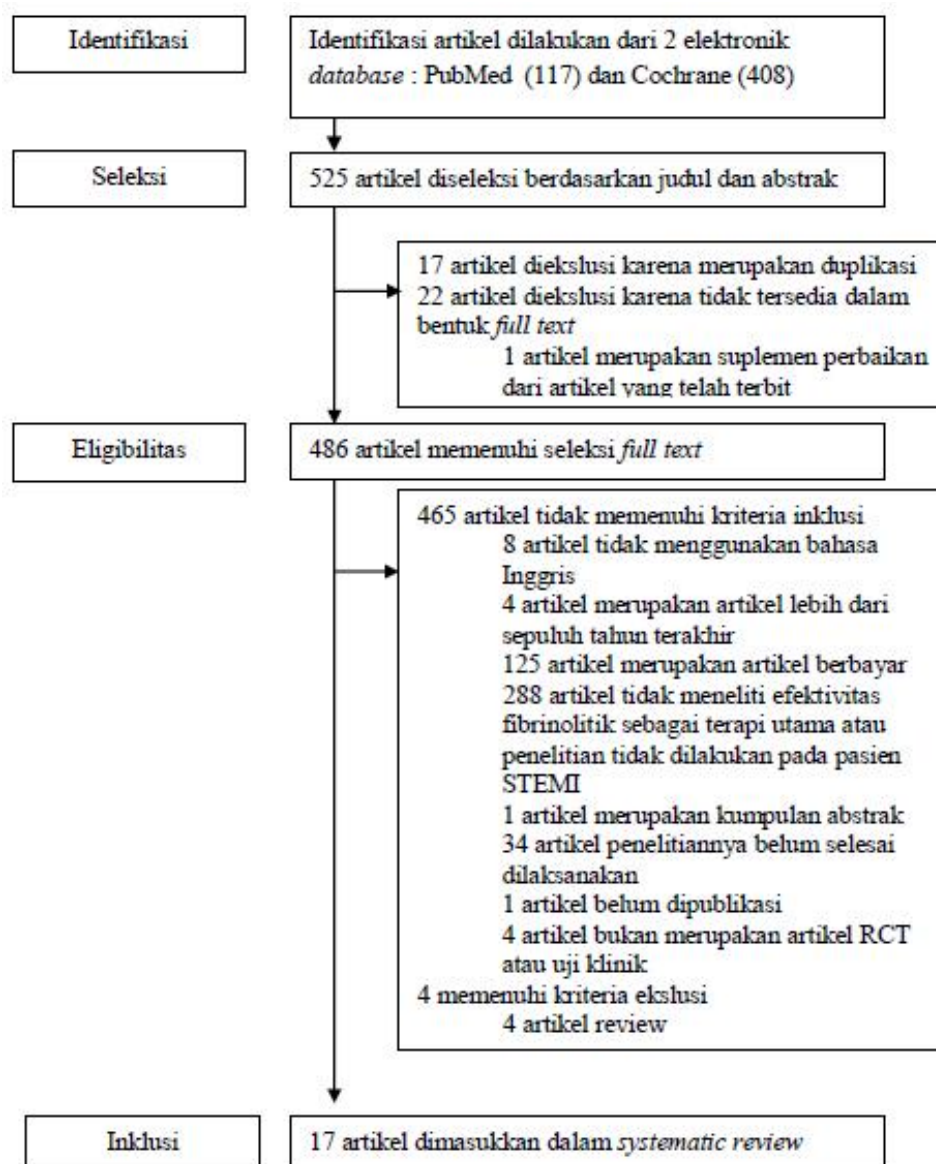 Identifikasi
Identifikasi artikel dilakukan dari 2 elektronik
database : PubMed (117) dan Cochrane (408)
Seleksi
525 artikel diseleksi berdasarkan judul dan abstrak
17 artikel diekslusi karena merupakan duplikasi
22 artikel diekslusi karena tidak tersedia dalam
bentuk full text
1 artikel merupakan suplemen perbaikan
dari artikel yang telah terbit
Eligibilitas
486 artikel memenuhi seleksi full text
465 artikel tidak memenuhi kriteria inklusi
8 artikel tidak menggunakan bahasa
Inggris
4 artikel merupakan artikel lebih dari
sepuluh tahun terakhir
125 artikel merupakan artikel berbayar
288 artikel tidak meneliti efektivitas
fibrinolitik sebagai terapi utama atau
penelitian tidak dilakukan pada pasien
STEMI
1 artikel merupakan kumpulan abstrak
34 artikel penelitiannya belum selesai
dilaksanakan
1 artikel belum dipublikasi
4 artikel bukan merupakan artikel RCT
atau uji klinik
4 memenuhi kriteria ekslusi
4 artikel review
Inklusi
17 artikel dimasukkan dalam systematic review